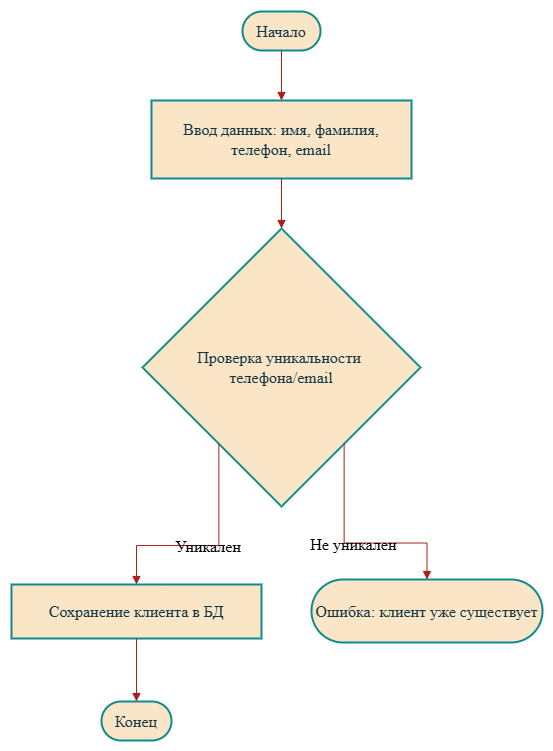 Начало
Ввод данных: имя, фамилия,
телефон, email
Проверка уникальности
телефона/email
Уникален
Не уникален
Сохранение клиента в БД
Ошибка: клиент уже существует
Конец